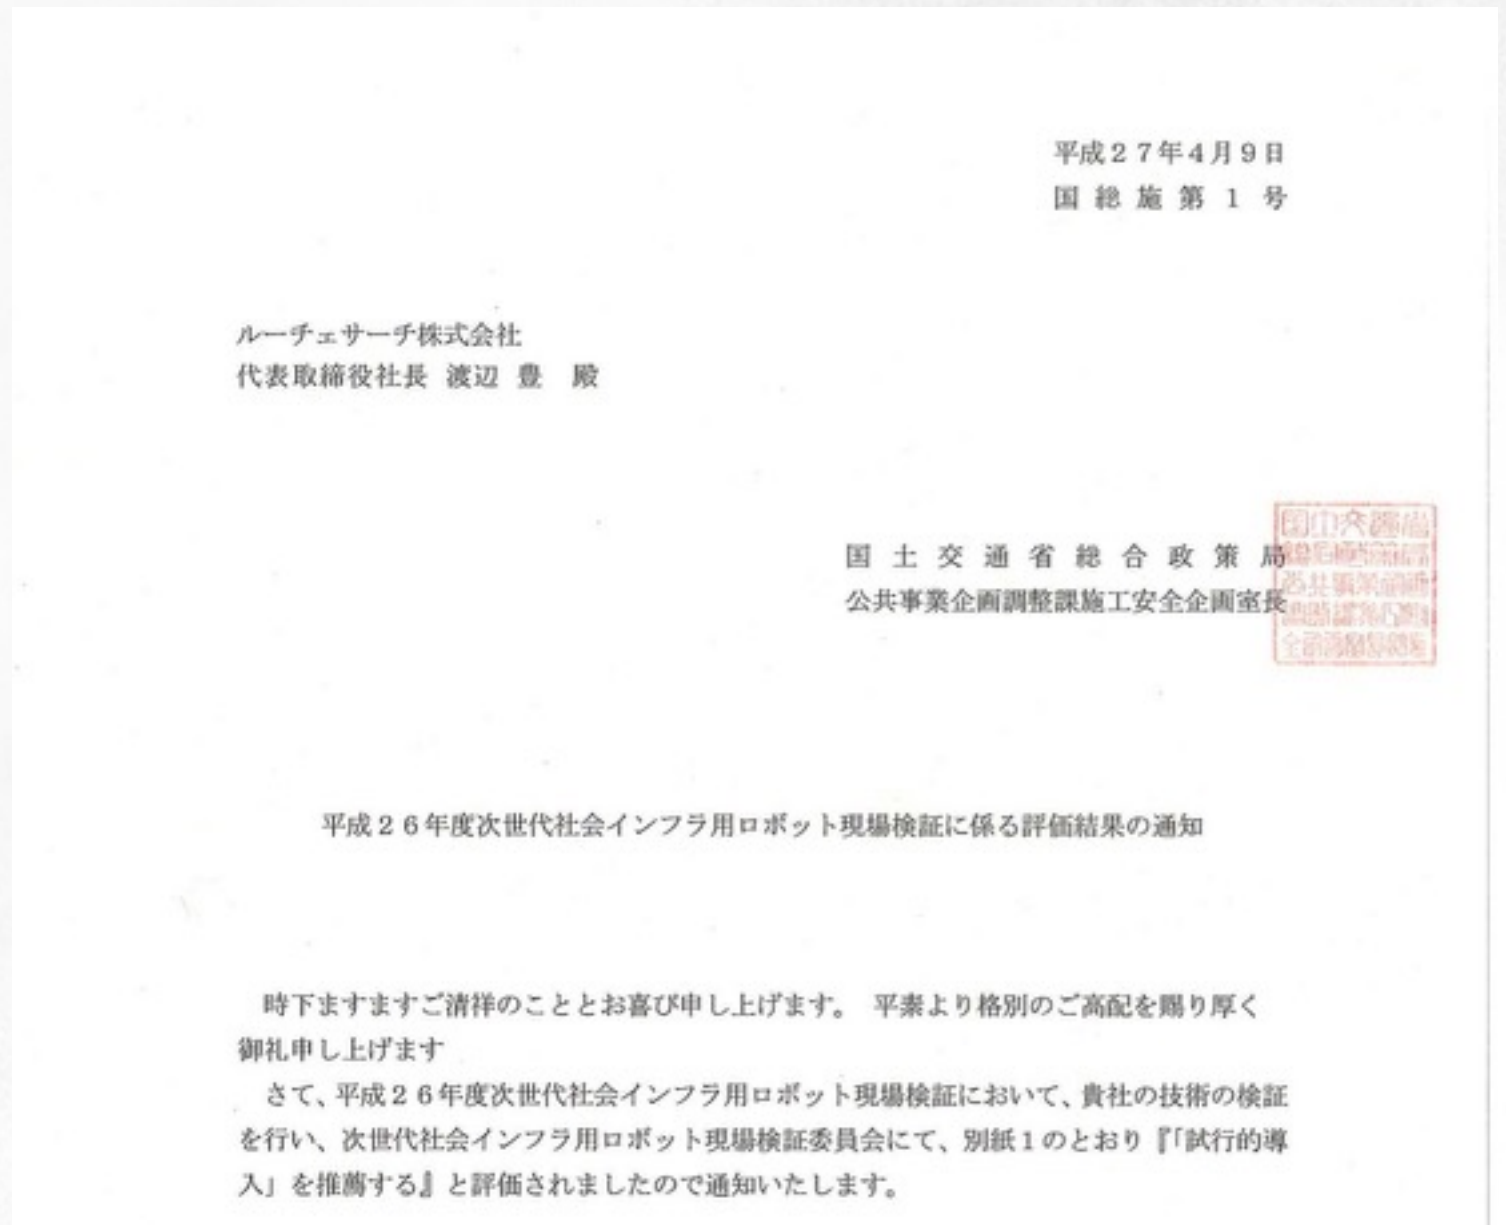 平成27年4月9日
国総施第1号
ルーチェサーチ株式会社
代表取締役社長 渡辺 豊 殿
国土交通省総合政策局
公共事業企画調整課施工安全企画室長
平成26年度次世代社会インフラ用ロボット現場検証に係る評価結果の通知
時下ますますご清祥のこととお喜び申し上げます。 平素より格別のご高配を賜り厚く
御礼申し上げます
さて、平成26年度次世代社会インフラ用ロボット現場検証において、貴社の技術の検証
を行い、次世代社会インフラ用ロボット現場検証委員会にて、別紙1のとおり『「試行的導
入」を推薦する』と評価されましたので通知いたします。